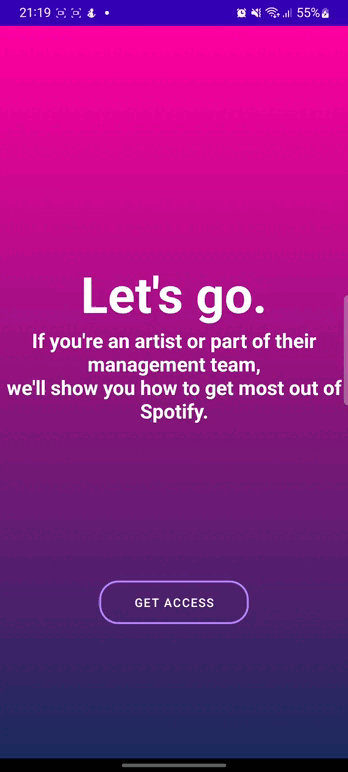 21:19 55%
Let's go.
If you're an artist or part of their
management team,
we'll show you how to get most out of
Spotify.
GET ACCESS